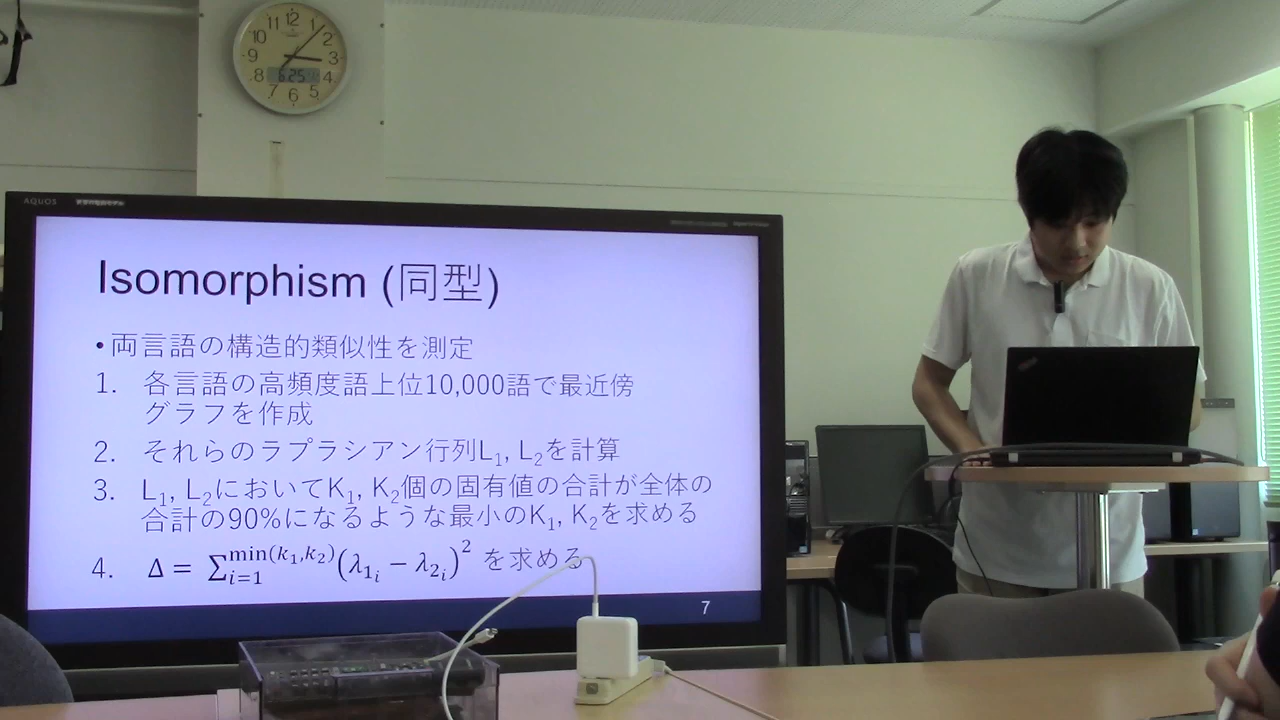 11 12 1
10 2
9 3
8 6 25 4
7 6 5
AQUOS
Isomorphism (同型)
•両言語の構造的類似性を測定
1. 各言語の高頻度語上位10,000語で最近傍
グラフを作成
2. それらのラプラシアン行列L₁, L₂を計算
3. L₁, L₂においてK₁, K₂個の固有値の合計が全体の
合計の90%になるような最小のK₁, K₂を求める
4. Δ = ∑_{i=1}^{min(k₁,k₂)}(λ_{1_i} − λ_{2_i})² を求める
7